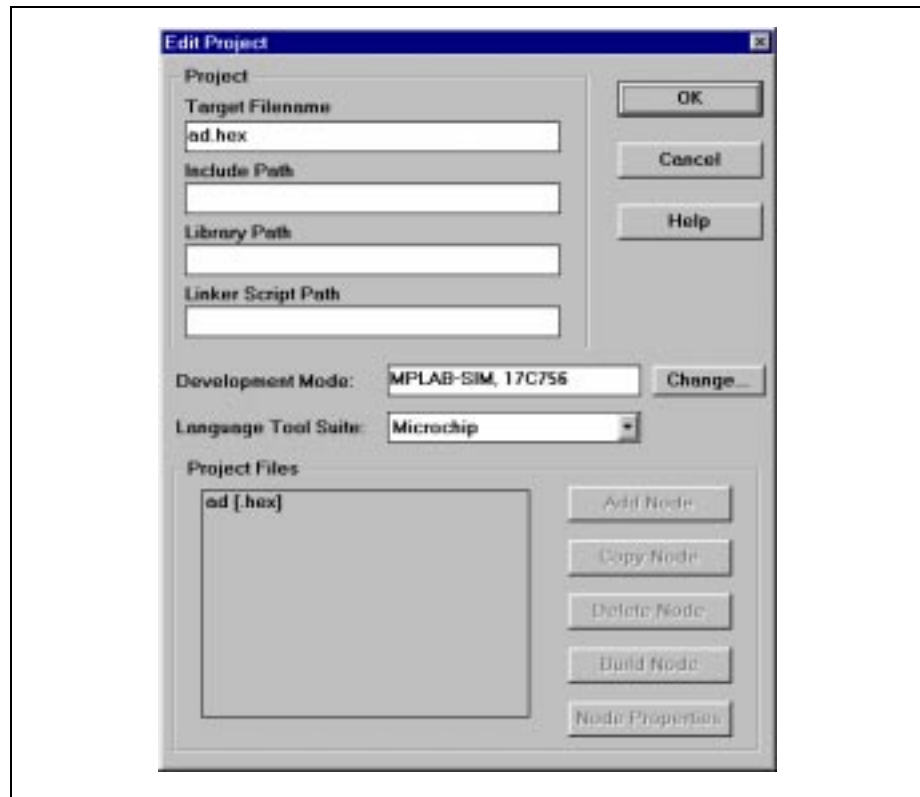 Edit Project
Project
Target Filename
ad.hex
Include Path
Library Path
Linker Script Path
OK
Cancel
Help
Development Mode:
MPLAB-SIM, 17C756
Change...
Language Tool Suite:
Microchip
Project Files
ad [.hex]
Add Node
Copy Node
Delete Node
Build Node
Node Properties